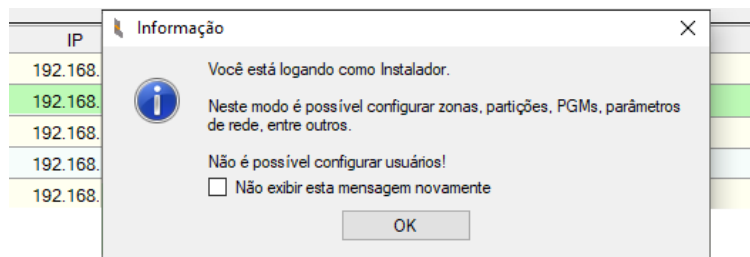 Informação
IP
192.168.
192.168.
192.168.
192.168.
192.168.
Você está logando como Instalador.
Neste modo é possível configurar zonas, partições, PGMs, parâmetros
de rede, entre outros.
Não é possível configurar usuários!
Não exibir esta mensagem novamente
OK